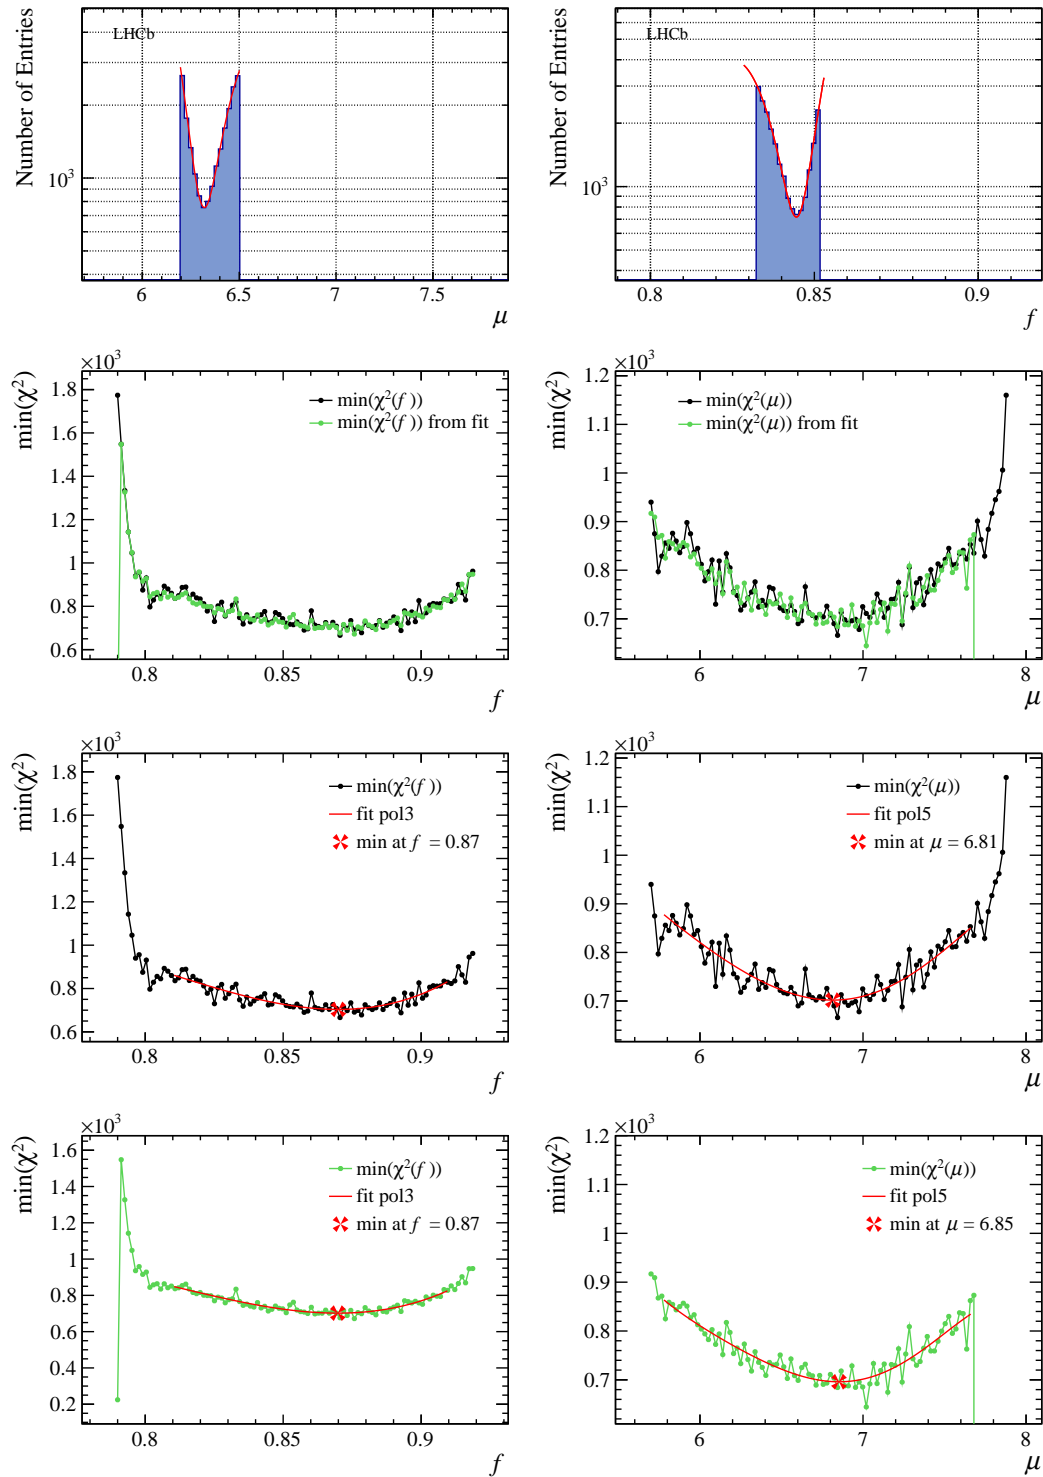 Number of Entries
LHCb
10³
6 6.5 7 7.5
μ
Number of Entries
LHCb
10³
0.8 0.85 0.9
f
×10³
min(χ²)
1.8
1.6
1.4
1.2
1
0.8
0.6
min(χ²(f ))
min(χ²(f )) from fit
0.8 0.85 0.9
f
×10³
min(χ²)
1.2
1.1
1
0.9
0.8
0.7
min(χ²(μ))
min(χ²(μ)) from fit
6 7 8
μ
×10³
min(χ²)
1.8
1.6
1.4
1.2
1
0.8
0.6
min(χ²(f ))
fit pol3
min at f = 0.87
0.8 0.85 0.9
f
×10³
min(χ²)
1.2
1.1
1
0.9
0.8
0.7
min(χ²(μ))
fit pol5
min at μ = 6.81
6 7 8
μ
×10³
min(χ²)
1.6
1.4
1.2
1
0.8
0.6
0.4
0.2
min(χ²(f ))
fit pol3
min at f = 0.87
0.8 0.85 0.9
f
×10³
min(χ²)
1.2
1.1
1
0.9
0.8
0.7
min(χ²(μ))
fit pol5
min at μ = 6.85
6 7 8
μ